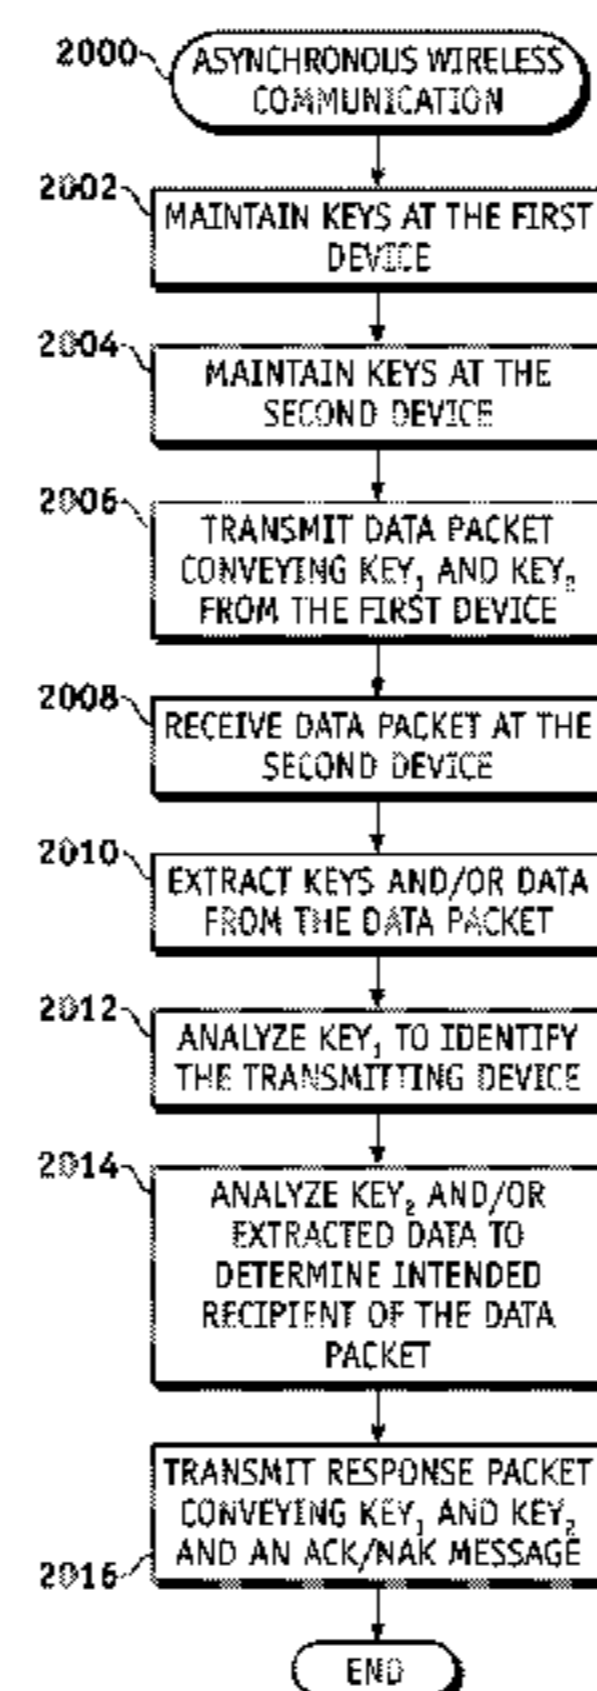 2000
ASYNCHRONOUS WIRELESS
COMMUNICATION
2002
MAINTAIN KEYS AT THE FIRST
DEVICE
2004
MAINTAIN KEYS AT THE
SECOND DEVICE
2006
TRANSMIT DATA PACKET
CONVEYING KEY₁ AND KEY₂
FROM THE FIRST DEVICE
2008
RECEIVE DATA PACKET AT THE
SECOND DEVICE
2010
EXTRACT KEYS AND/OR DATA
FROM THE DATA PACKET
2012
ANALYZE KEY₁ TO IDENTIFY
THE TRANSMITTING DEVICE
2014
ANALYZE KEY₂ AND/OR
EXTRACTED DATA TO
DETERMINE INTENDED
RECIPIENT OF THE DATA
PACKET
TRANSMIT RESPONSE PACKET
CONVEYING KEY₁ AND KEY₂
AND AN ACK/NAK MESSAGE
2016
END